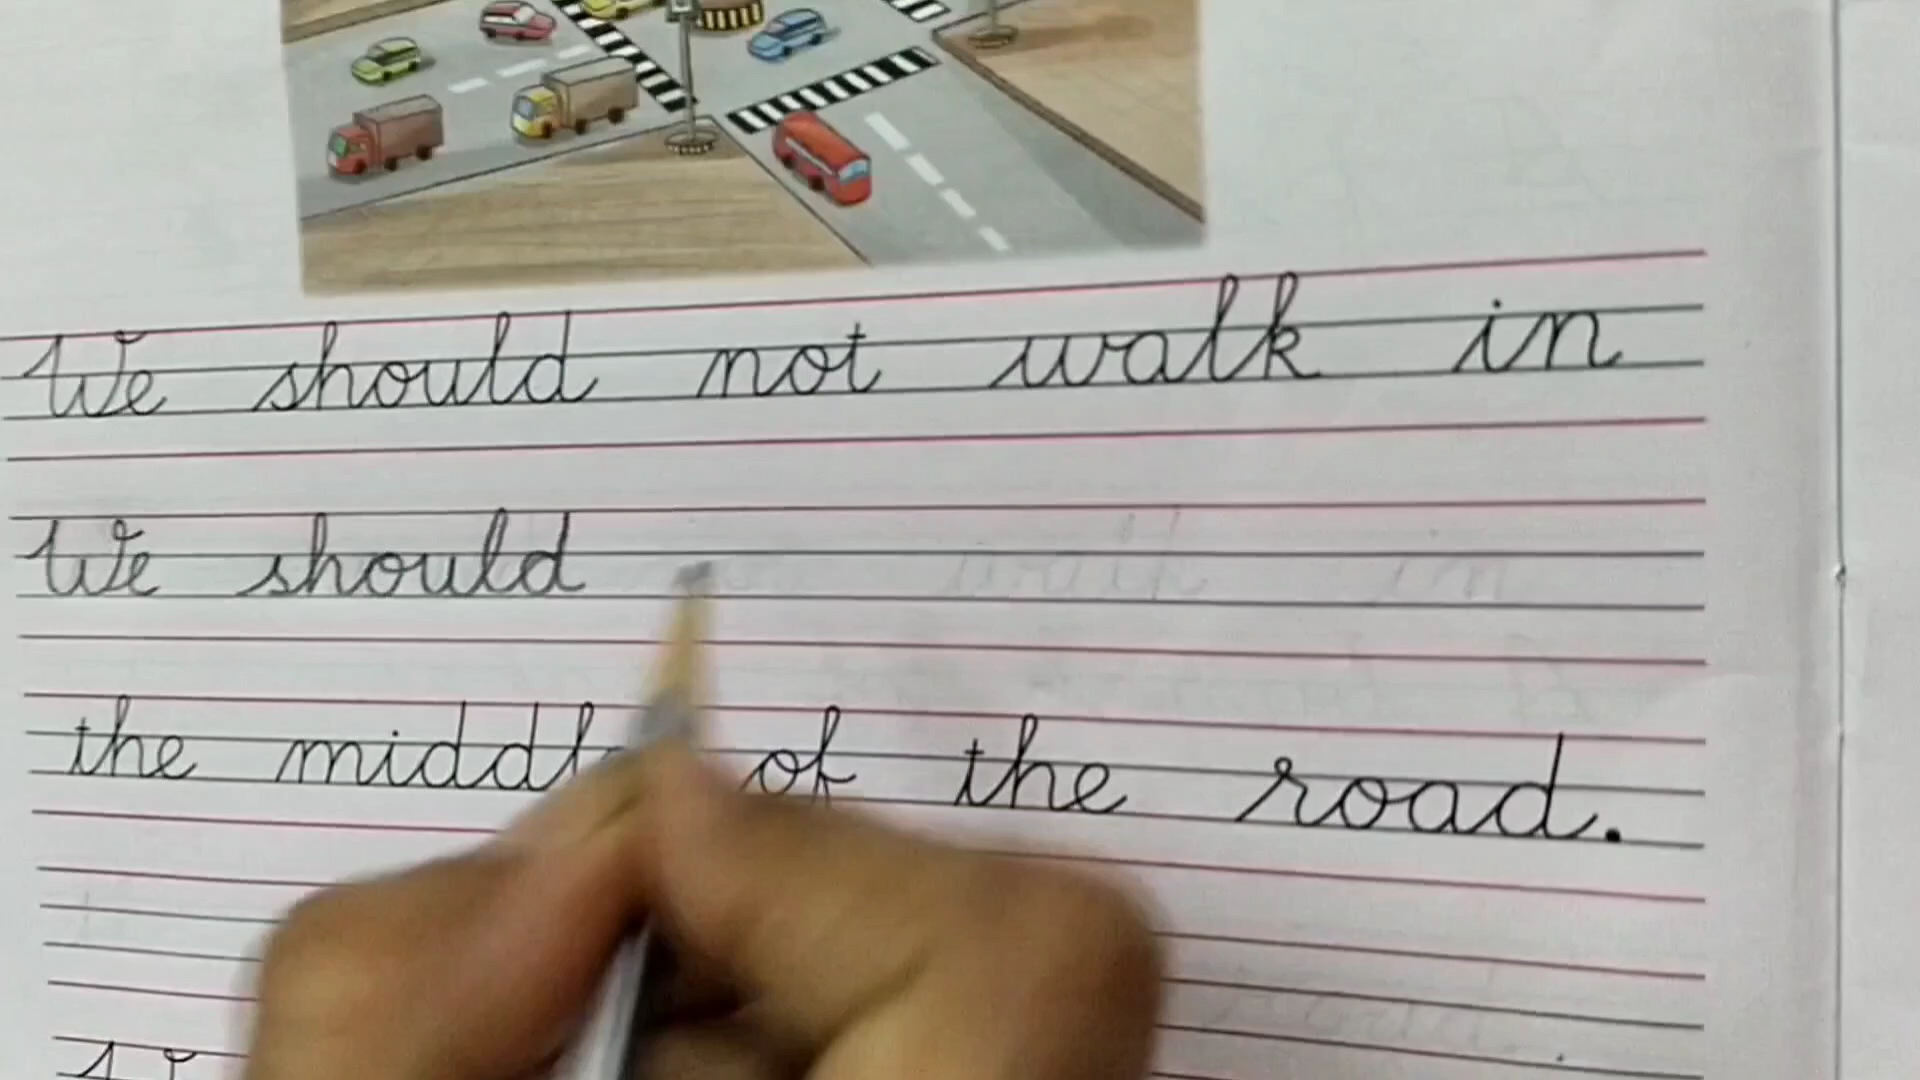 We should not walk in
We should
the middle of the road.